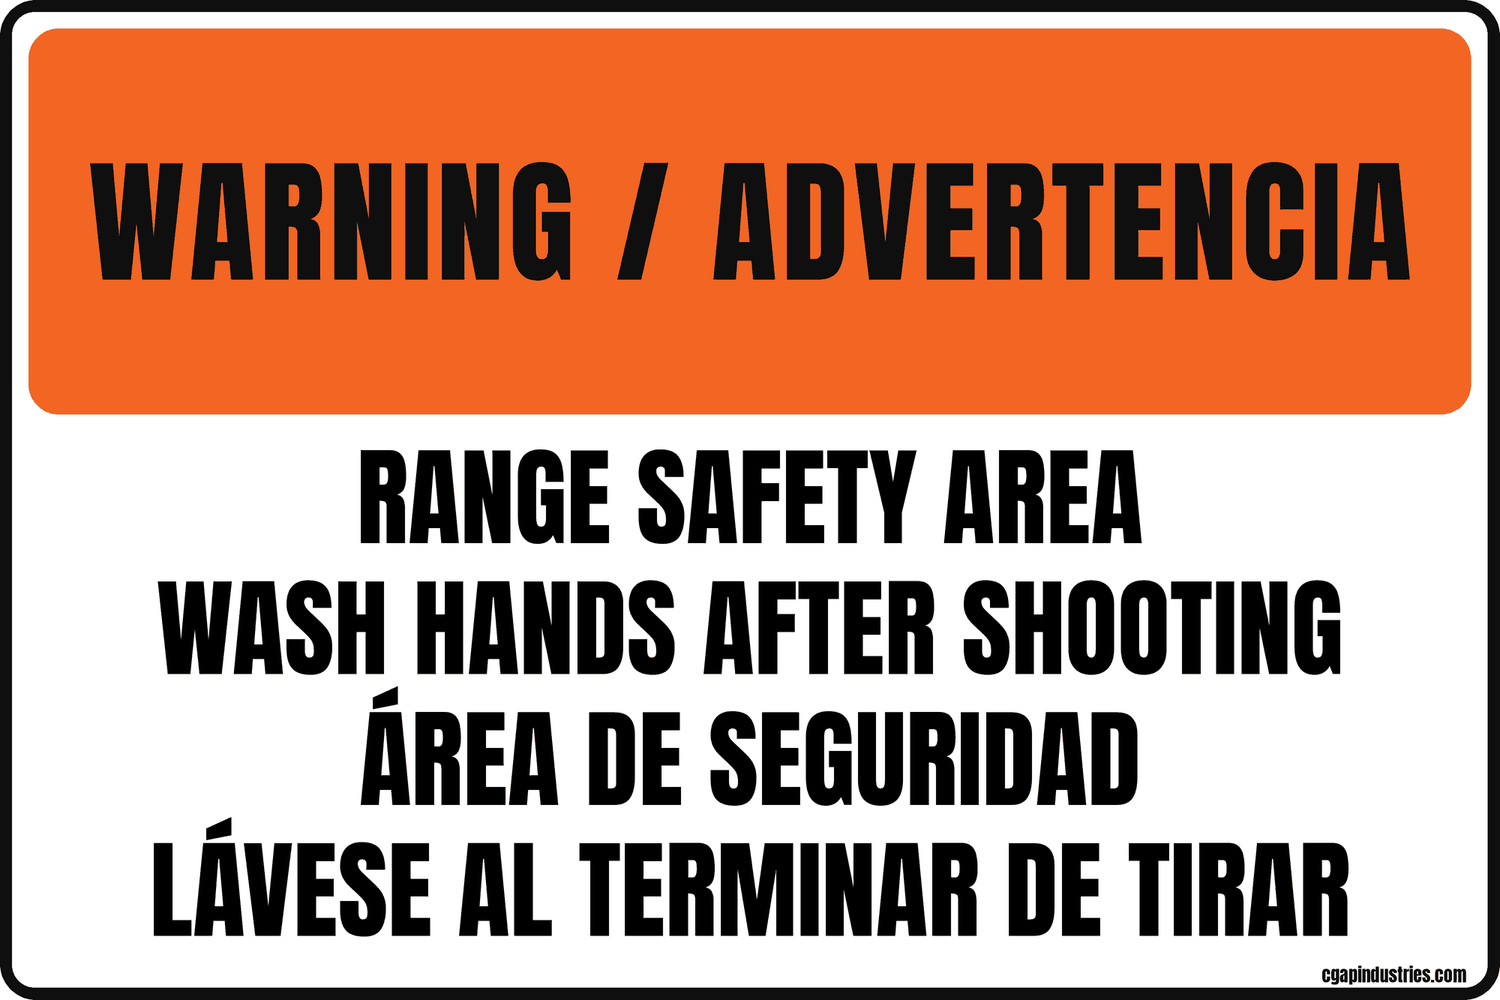 WARNING / ADVERTENCIA
RANGE SAFETY AREA
WASH HANDS AFTER SHOOTING
ÁREA DE SEGURIDAD
LÁVESE AL TERMINAR DE TIRAR
cgapindustries.com